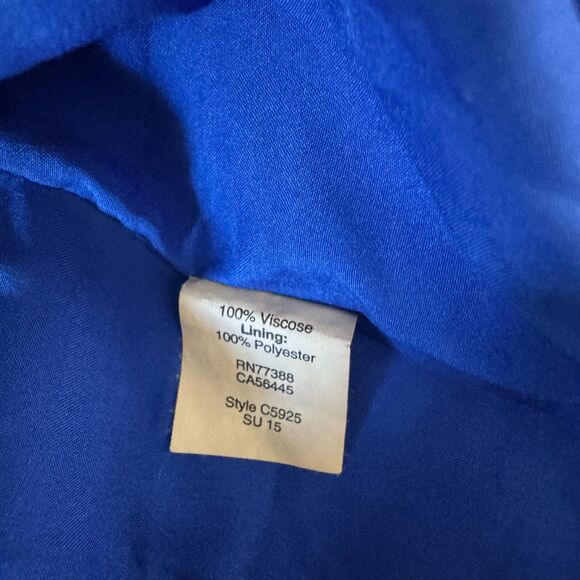 100% Viscose
Lining:
100% Polyester
RN77388
CA56445
Style C5925
SU 15